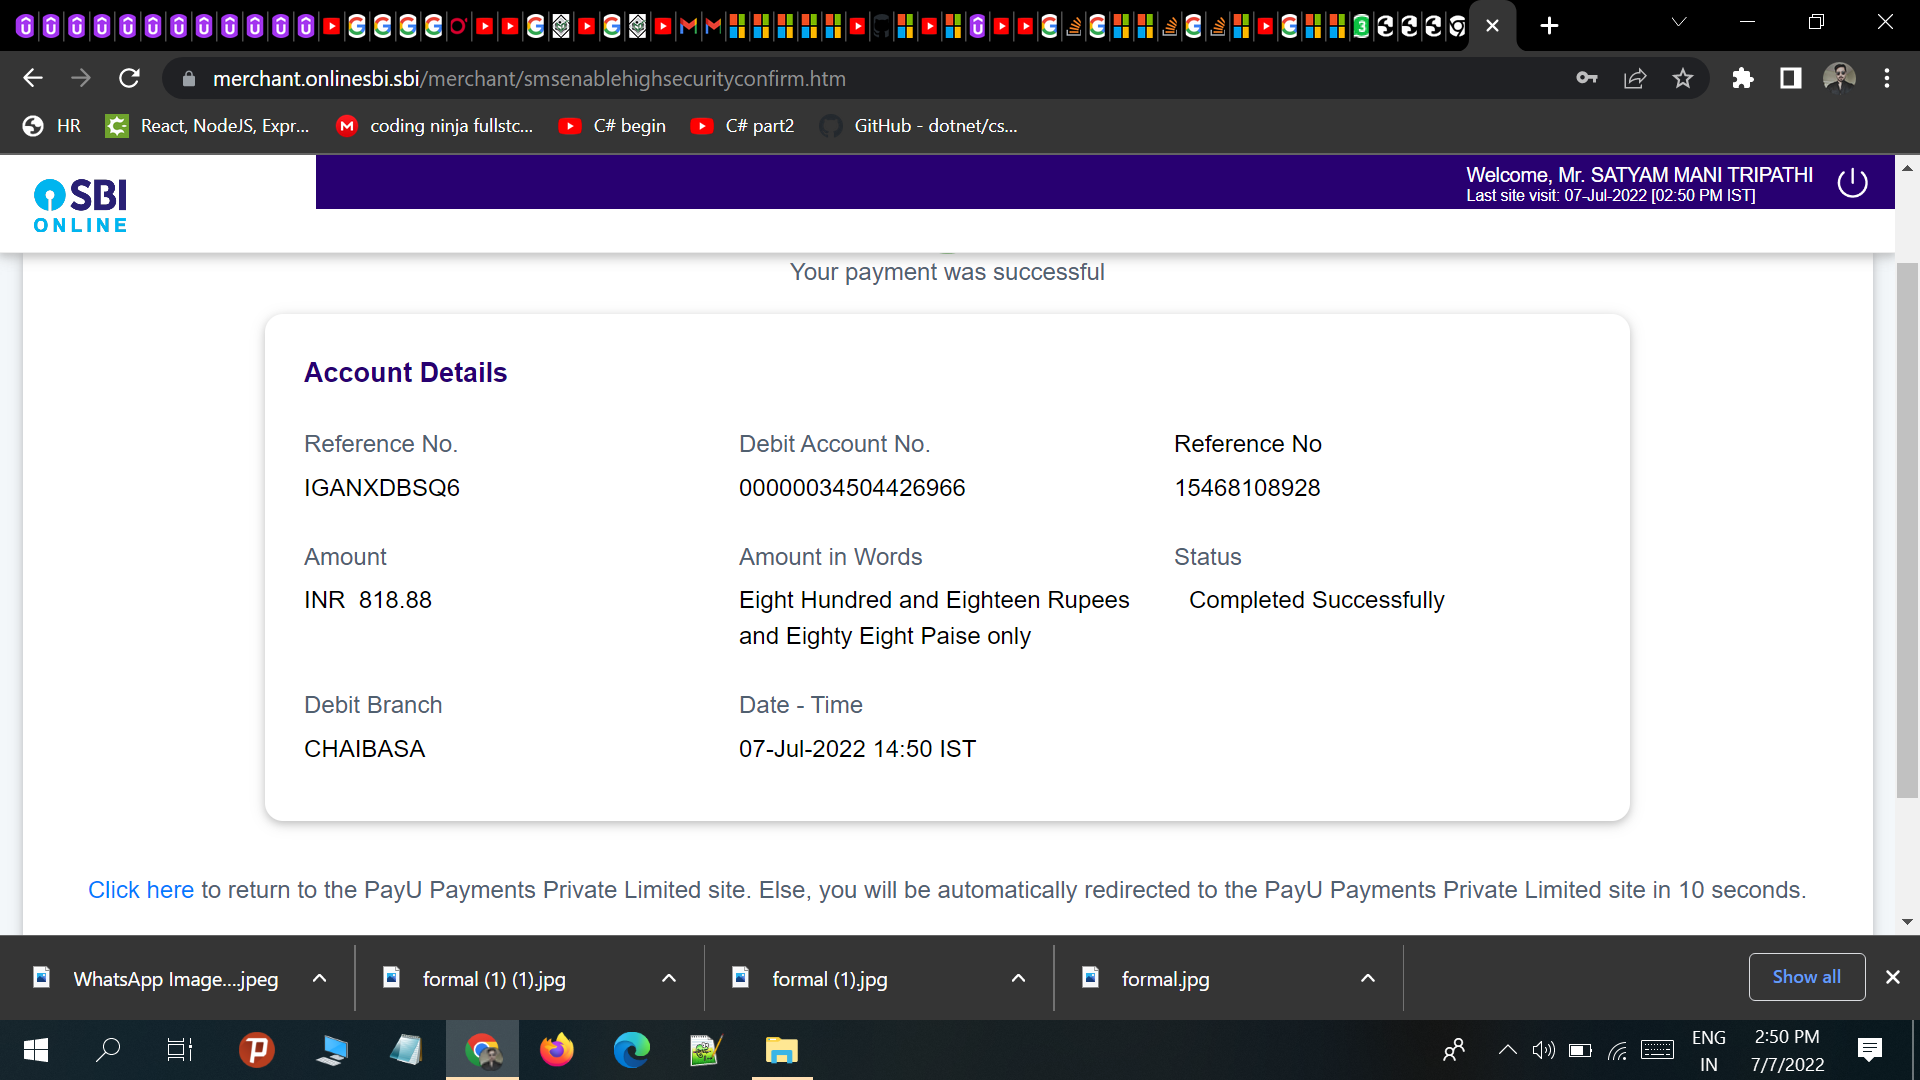 merchant.onlinesbi.sbi/merchant/smsenablehighsecurityconfirm.htm
HR
React, NodeJS, Expr...
coding ninja fullstc...
C# begin
C# part2
GitHub - dotnet/cs...
SBI
ONLINE
Welcome, Mr. SATYAM MANI TRIPATHI
Last site visit: 07-Jul-2022 [02:50 PM IST]
Your payment was successful
Account Details
Reference No.
IGANXDBSQ6
Debit Account No.
00000034504426966
Reference No
15468108928
Amount
INR 818.88
Amount in Words
Eight Hundred and Eighteen Rupees
and Eighty Eight Paise only
Status
Completed Successfully
Debit Branch
CHAIBASA
Date - Time
07-Jul-2022 14:50 IST
Click here to return to the PayU Payments Private Limited site. Else, you will be automatically redirected to the PayU Payments Private Limited site in 10 seconds.
WhatsApp Image....jpeg
formal (1) (1).jpg
formal (1).jpg
formal.jpg
Show all
ENG
IN
2:50 PM
7/7/2022